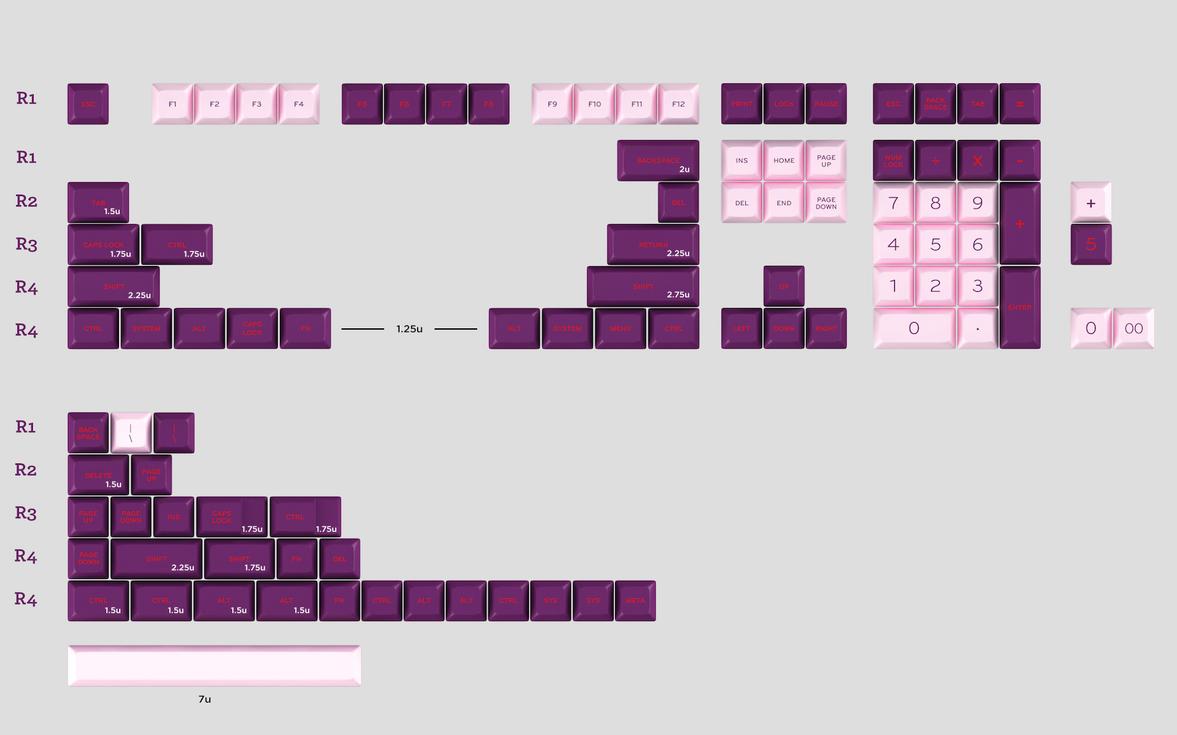 R1 ESC F1 F2 F3 F4 F5 F6 F7 F8 F9 F10 F11 F12 PRINT LOCK PAUSE ESC BACK SPACE TAB =
R1 BACKSPACE 2u INS HOME PAGE UP NUM LOCK ÷ X -
R2 TAB 1.5u DEL DEL END PAGE DOWN 7 8 9 + +
R3 CAPS LOCK 1.75u CTRL 1.75u RETURN 2.25u 4 5 6 5
R4 SHIFT 2.25u SHIFT 2.75u UP 1 2 3 ENTER
R4 CTRL SYSTEM ALT CAPS LOCK FN 1.25u ALT SYSTEM MENU CTRL LEFT DOWN RIGHT 0 . 0 00
R1 BACK SPACE | \ | \
R2 DELETE 1.5u PAGE UP
R3 PAGE UP PAGE DOWN INS CAPS LOCK 1.75u CTRL 1.75u
R4 PAGE DOWN SHIFT 2.25u SHIFT 1.75u FN DEL
R4 CTRL 1.5u CTRL 1.5u ALT 1.5u ALT 1.5u FN CTRL ALT ALT CTRL SYS SYS META
7u